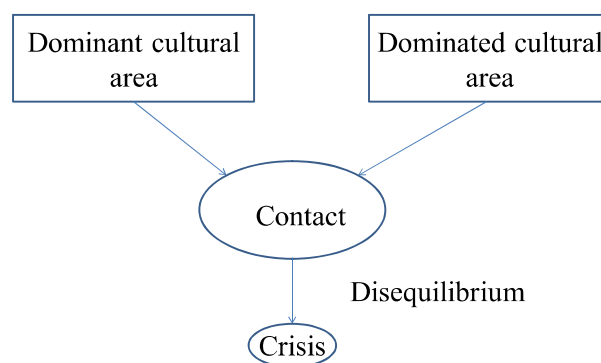 Dominant cultural
area
Dominated cultural
area
Contact
Disequilibrium
Crisis